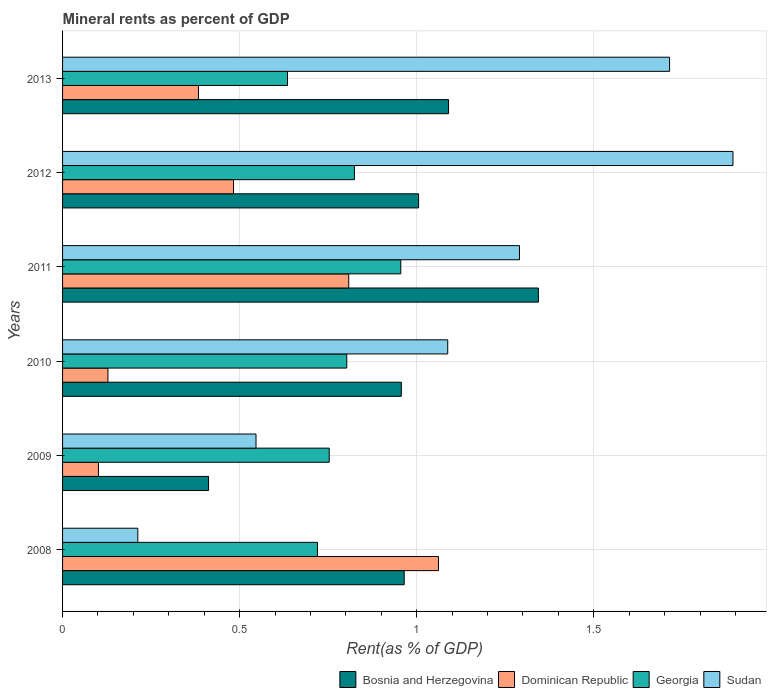 Mineral rents as percent of GDP
2013
2012
2011
2010
2009
2008
Years
0
0.5
1
1.5
Rent(as % of GDP)
Bosnia and Herzegovina
Dominican Republic
Georgia
Sudan